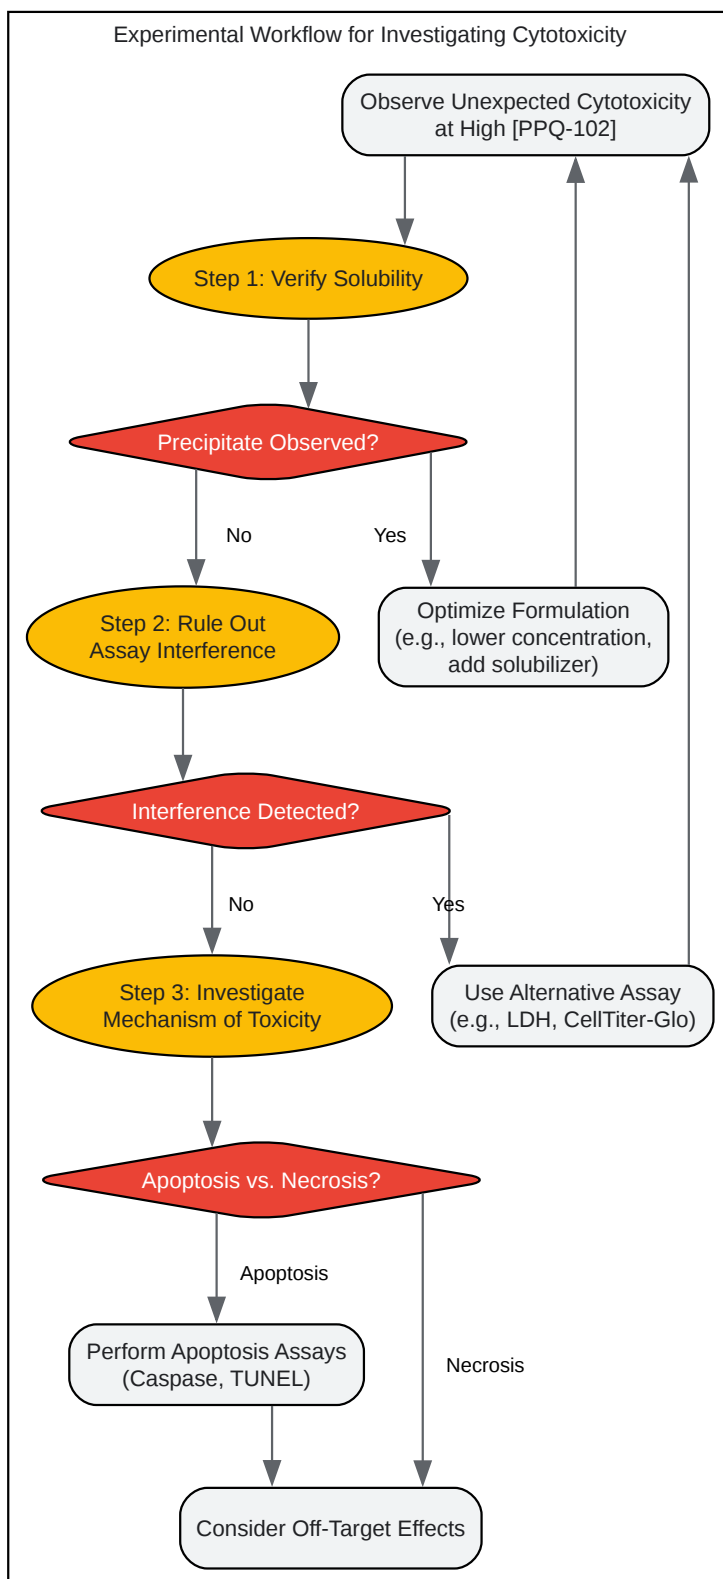 Experimental Workflow for Investigating Cytotoxicity
Observe Unexpected Cytotoxicity
at High [PPQ-102]
Step 1: Verify Solubility
Precipitate Observed?
No
Yes
Step 2: Rule Out
Assay Interference
Optimize Formulation
(e.g., lower concentration,
add solubilizer)
Interference Detected?
No
Yes
Step 3: Investigate
Mechanism of Toxicity
Use Alternative Assay
(e.g., LDH, CellTiter-Glo)
Apoptosis vs. Necrosis?
Apoptosis
Perform Apoptosis Assays
(Caspase, TUNEL)
Necrosis
Consider Off-Target Effects